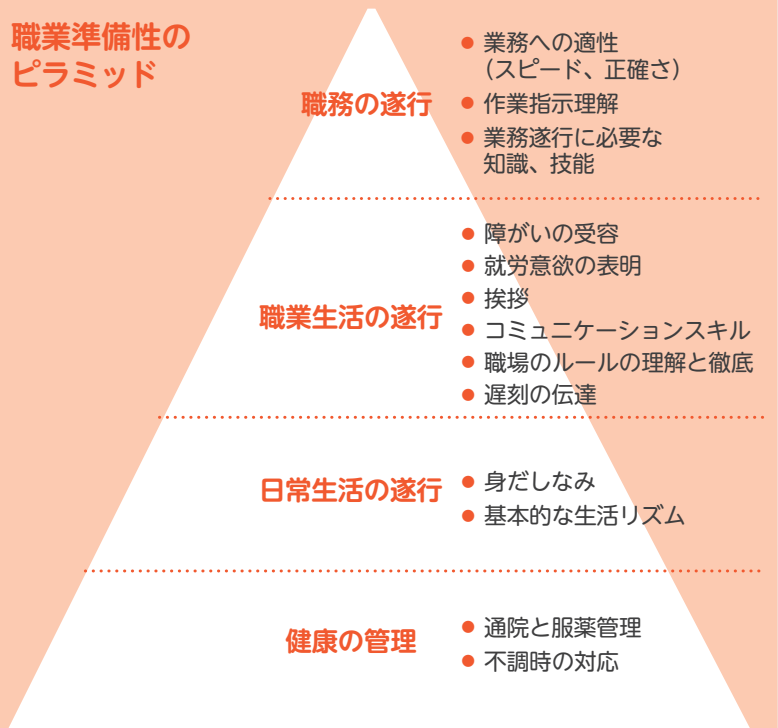 職業準備性の
ピラミッド
職務の遂行
● 業務への適性
（スピード、正確さ）
● 作業指示理解
● 業務遂行に必要な
知識、技能
職業生活の遂行
● 障がいの受容
● 就労意欲の表明
● 挨拶
● コミュニケーションスキル
● 職場のルールの理解と徹底
● 遅刻の伝達
日常生活の遂行
● 身だしなみ
● 基本的な生活リズム
健康の管理
● 通院と服薬管理
● 不調時の対応